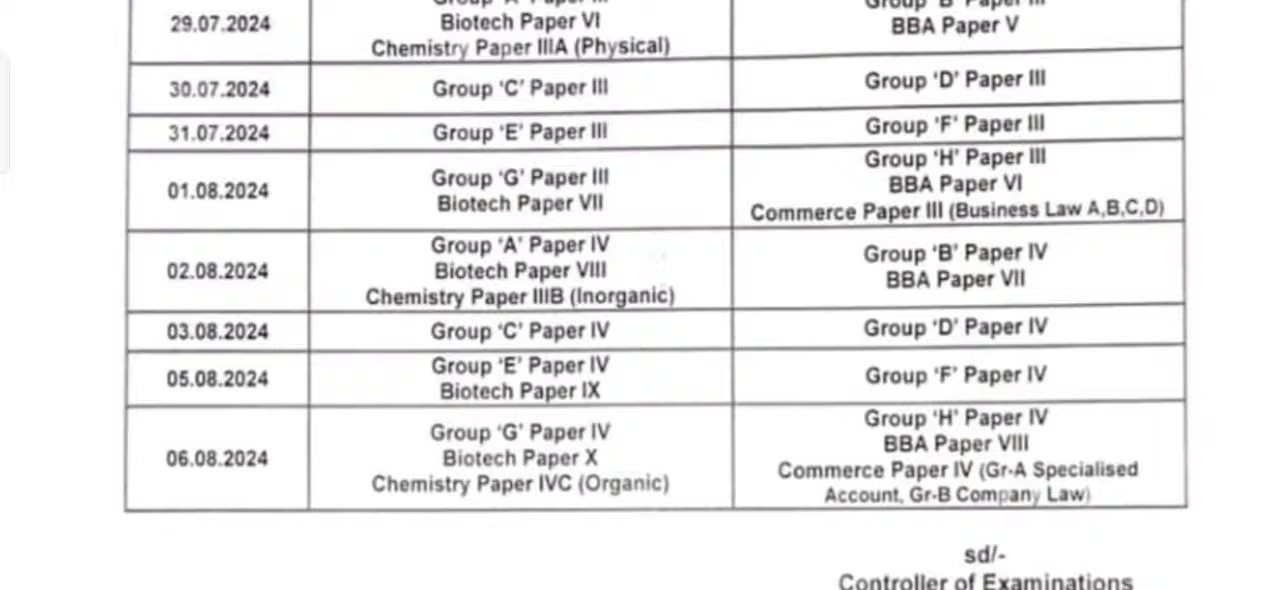 Group 'A' Paper III
Group 'B' Paper III
29.07.2024
Biotech Paper VI
BBA Paper V
Chemistry Paper IIIA (Physical)
30.07.2024
Group 'C' Paper III
Group 'D' Paper III
31.07.2024
Group 'E' Paper III
Group 'F' Paper III
01.08.2024
Group 'G' Paper III
Biotech Paper VII
Group 'H' Paper III
BBA Paper VI
Commerce Paper III (Business Law A,B,C,D)
02.08.2024
Group 'A' Paper IV
Biotech Paper VIII
Chemistry Paper IIIB (Inorganic)
Group 'B' Paper IV
BBA Paper VII
03.08.2024
Group 'C' Paper IV
Group 'D' Paper IV
05.08.2024
Group 'E' Paper IV
Biotech Paper IX
Group 'F' Paper IV
06.08.2024
Group 'G' Paper IV
Biotech Paper X
Chemistry Paper IVC (Organic)
Group 'H' Paper IV
BBA Paper VIII
Commerce Paper IV (Gr-A Specialised
Account, Gr-B Company Law)
sd/-
Controller of Examinations